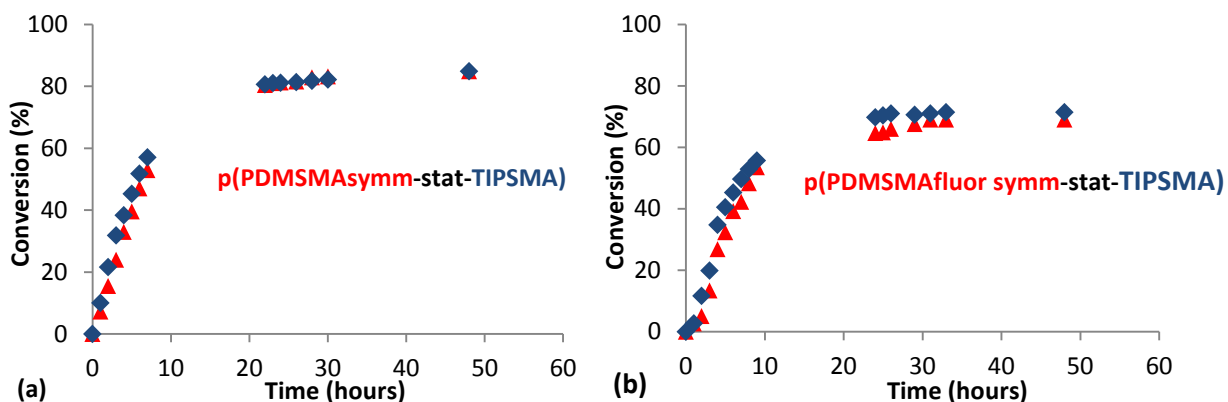 100
80
60
40
20
0
Conversion (%)
p(PDMSMAsymm-stat-TIPSMA)
0 10 20 30 40 50 60
Time (hours)
(a)
100
80
60
40
20
0
Conversion (%)
p(PDMSMAfluor symm-stat-TIPSMA)
0 10 20 30 40 50 60
Time (hours)
(b)